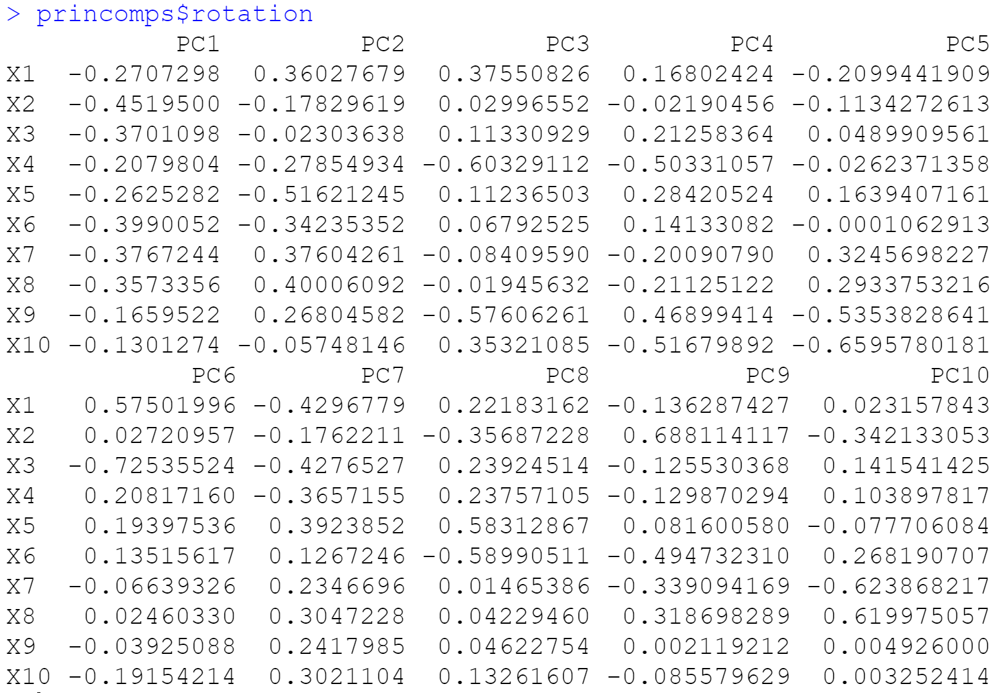 > princomps$rotation
PC1 PC2 PC3 PC4 PC5
X1 -0.2707298 0.36027679 0.37550826 0.16802424 -0.2099441909
X2 -0.4519500 -0.17829619 0.02996552 -0.02190456 -0.1134272613
X3 -0.3701098 -0.02303638 0.11330929 0.21258364 0.0489909561
X4 -0.2079804 -0.27854934 -0.60329112 -0.50331057 -0.0262371358
X5 -0.2625282 -0.51621245 0.11236503 0.28420524 0.1639407161
X6 -0.3990052 -0.34235352 0.06792525 0.14133082 -0.0001062913
X7 -0.3767244 0.37604261 -0.08409590 -0.20090790 0.3245698227
X8 -0.3573356 0.40006092 -0.01945632 -0.21125122 0.2933753216
X9 -0.1659522 0.26804582 -0.57606261 0.46899414 -0.5353828641
X10 -0.1301274 -0.05748146 0.35321085 -0.51679892 -0.6595780181
PC6 PC7 PC8 PC9 PC10
X1 0.57501996 -0.4296779 0.22183162 -0.136287427 0.023157843
X2 0.02720957 -0.1762211 -0.35687228 0.688114117 -0.342133053
X3 -0.72535524 -0.4276527 0.23924514 -0.125530368 0.141541425
X4 0.20817160 -0.3657155 0.23757105 -0.129870294 0.103897817
X5 0.19397536 0.3923852 0.58312867 0.081600580 -0.077706084
X6 0.13515617 0.1267246 -0.58990511 -0.494732310 0.268190707
X7 -0.06639326 0.2346696 0.01465386 -0.339094169 -0.623868217
X8 0.02460330 0.3047228 0.04229460 0.318698289 0.619975057
X9 -0.03925088 0.2417985 0.04622754 0.002119212 0.004926000
X10 -0.19154214 0.3021104 0.13261607 -0.085579629 0.003252414